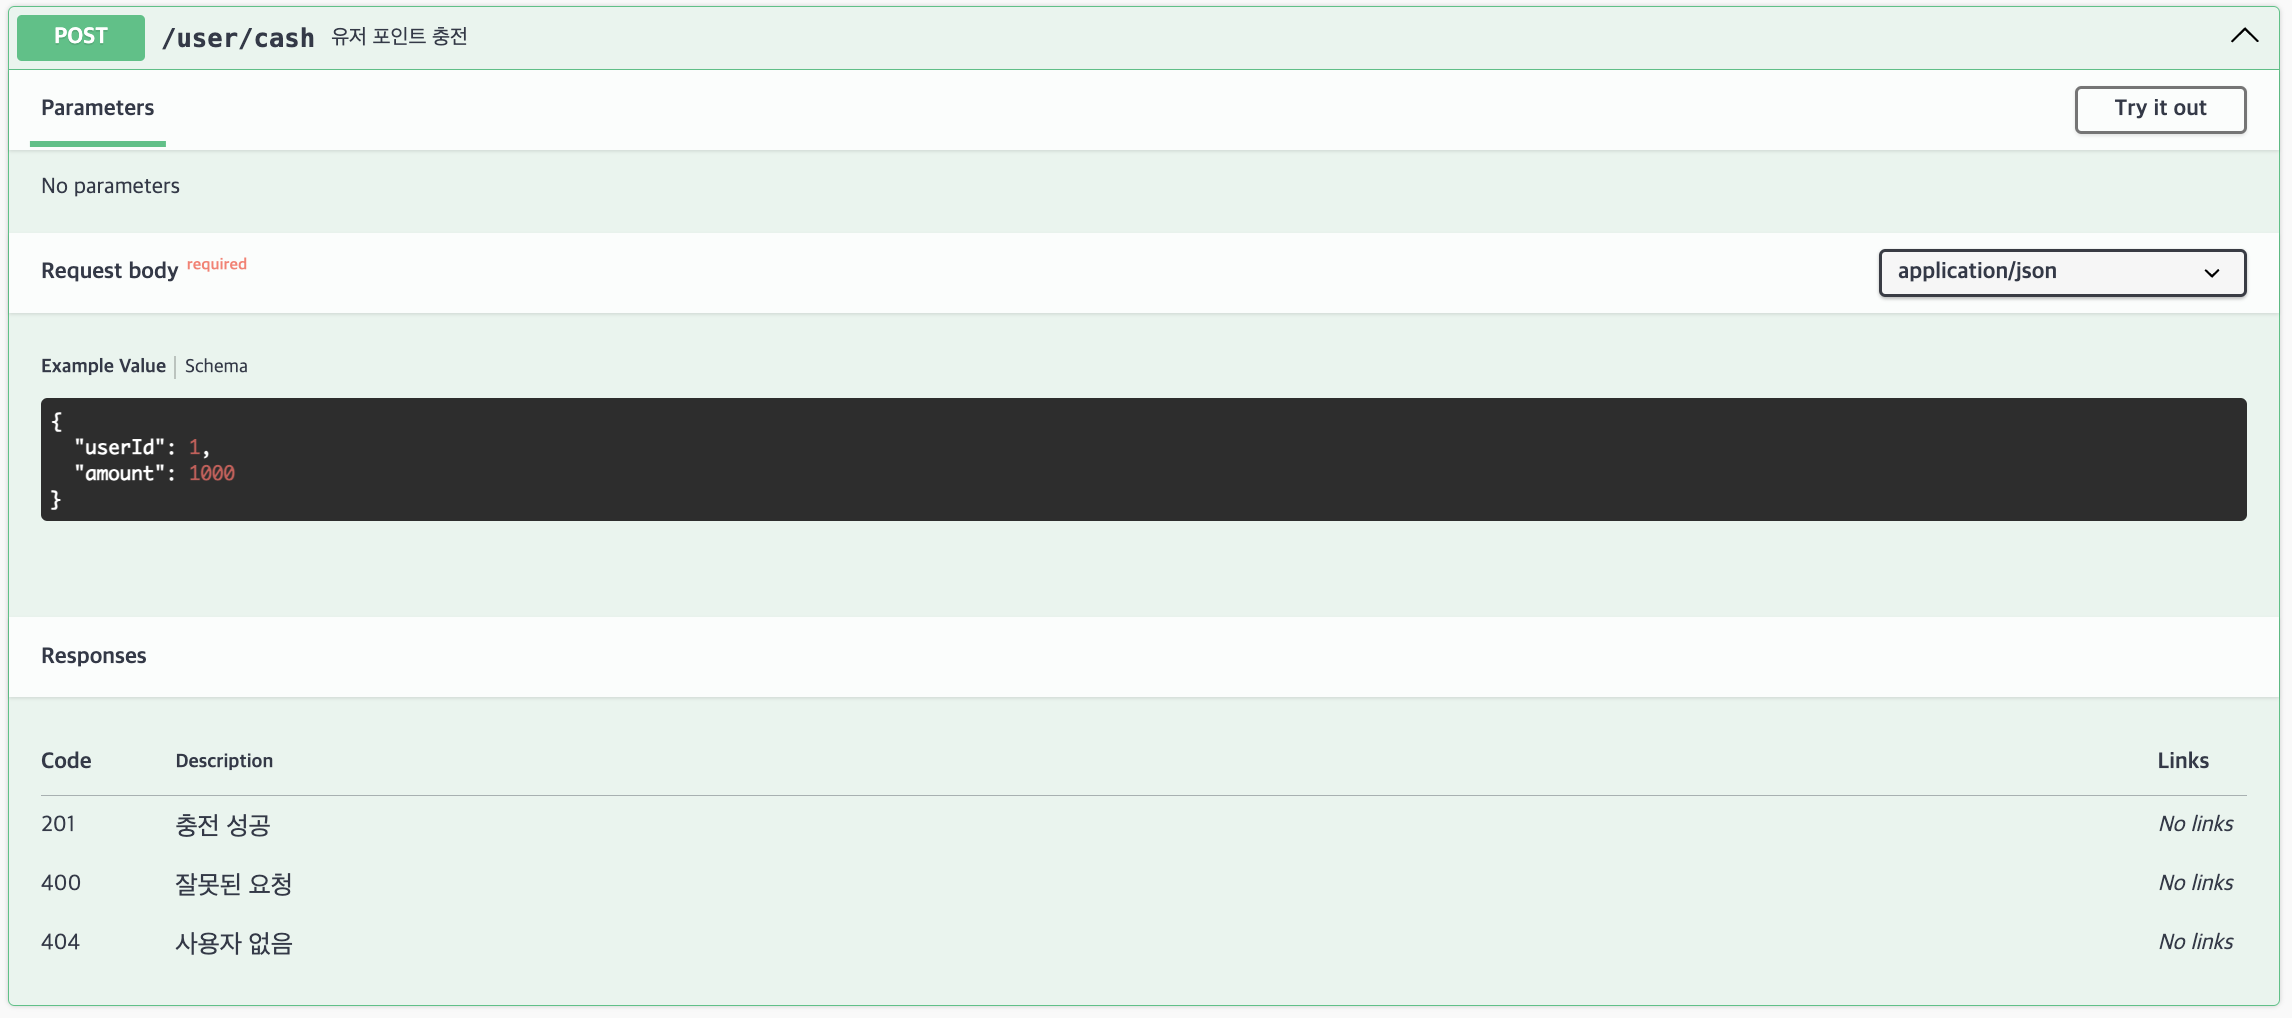 POST /user/cash 유저 포인트 충전
Parameters Try it out
No parameters
Request body required application/json
Example Value Schema
{
"userId": 1,
"amount": 1000
}
Responses
Code Description Links
201 충전 성공 No links
400 잘못된 요청 No links
404 사용자 없음 No links